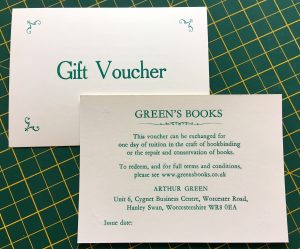 Gift Voucher
GREEN'S BOOKS
This voucher can be exchanged for
one day of tuition in the craft of bookbinding
or the repair and conservation of books.
To redeem, and for full terms and conditions,
please see www.greensbooks.co.uk
ARTHUR GREEN
Unit 6, Cygnet Business Centre, Worcester Road,
Hanley Swan, Worcestershire WR8 0EA
Issue date: